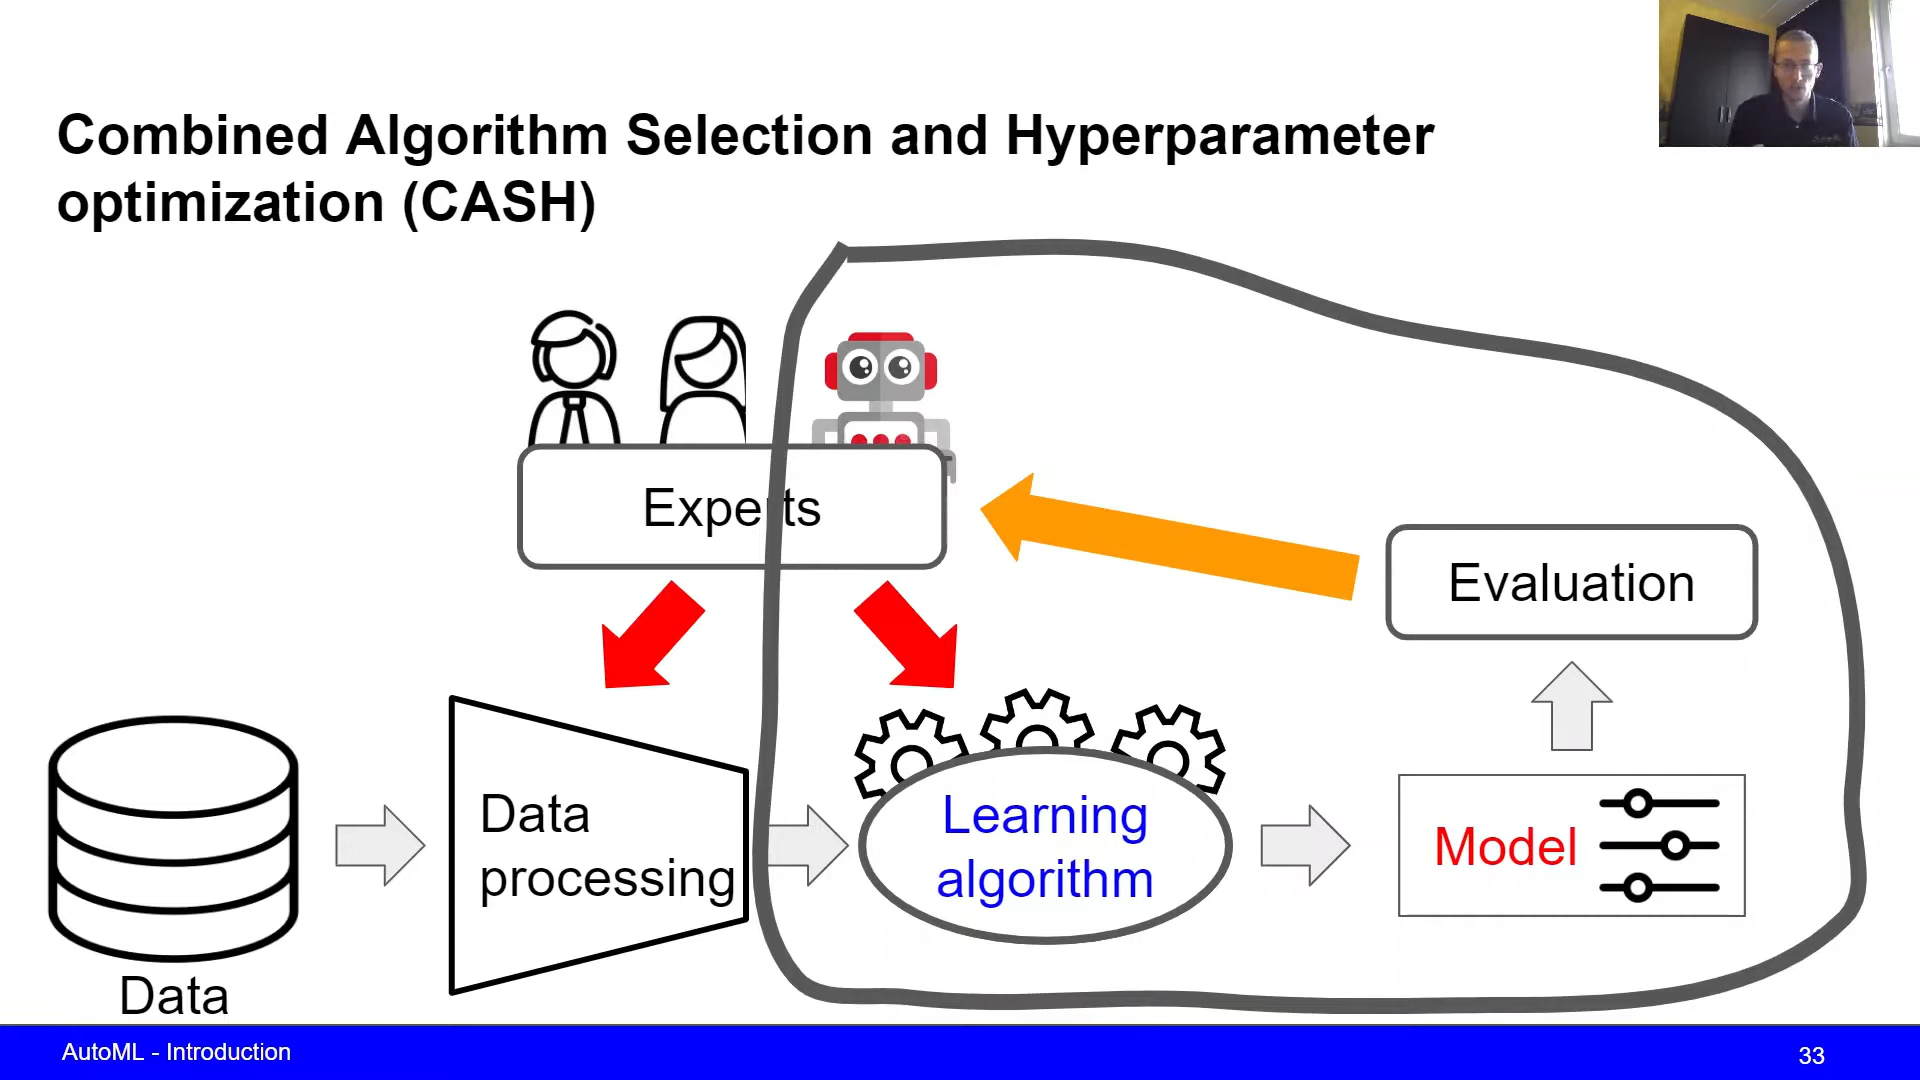 Combined Algorithm Selection and Hyperparameter
optimization (CASH)
Experts
Evaluation
Data
processing
Learning
algorithm
Model
Data
AutoML - Introduction
33